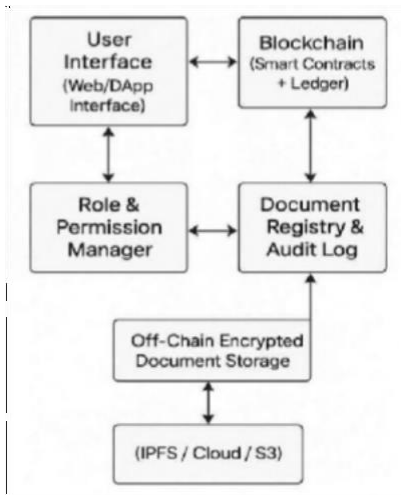 User
Interface
(Web/DApp
Interface)
Blockchain
(Smart Contracts
+ Ledger)
Role &
Permission
Manager
Document
Registry &
Audit Log
Off-Chain Encrypted
Document Storage
(IPFS / Cloud / S3)